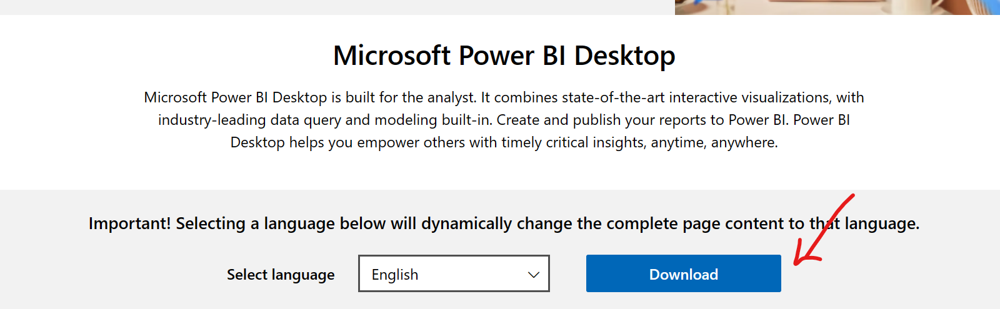 Microsoft Power BI Desktop
Microsoft Power BI Desktop is built for the analyst. It combines state-of-the-art interactive visualizations, with
industry-leading data query and modeling built-in. Create and publish your reports to Power BI. Power BI
Desktop helps you empower others with timely critical insights, anytime, anywhere.
Important! Selecting a language below will dynamically change the complete page content to that language.
Select language English Download